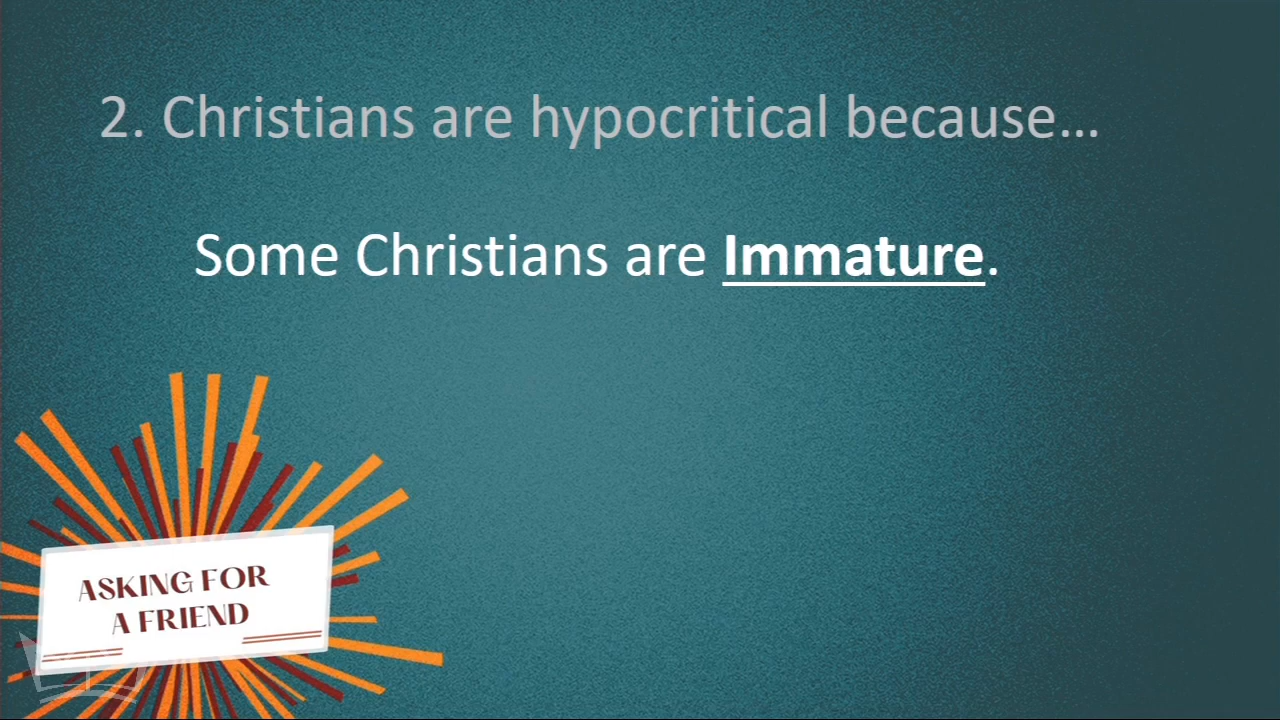 2. Christians are hypocritical because…
Some Christians are Immature.
ASKING FOR
A FRIEND